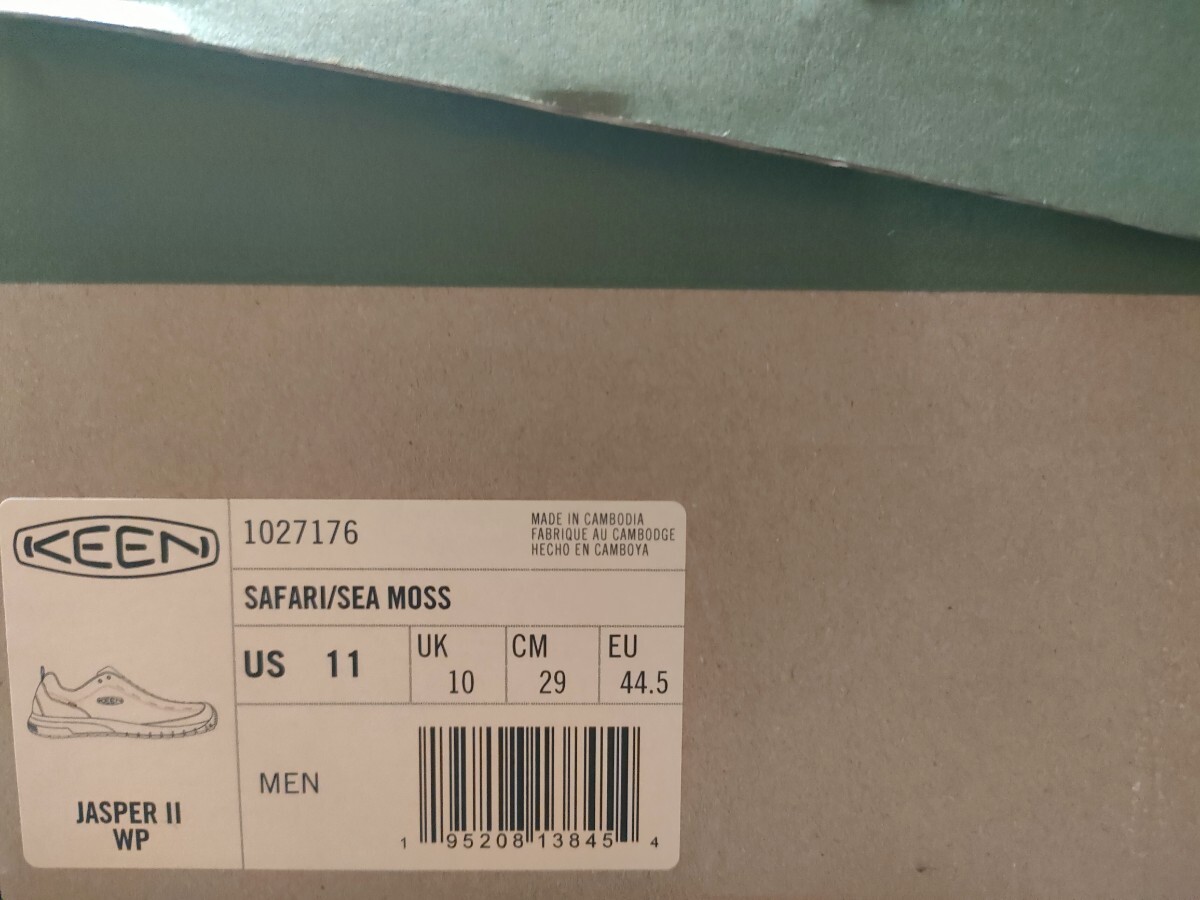 KEEN
1027176
MADE IN CAMBODIA
FABRIQUE AU CAMBODGE
HECHO EN CAMBOYA
SAFARI/SEA MOSS
US 11
UK 10
CM 29
EU 44.5
KEEN
JASPER II
WP
MEN
1 95208 13845 4